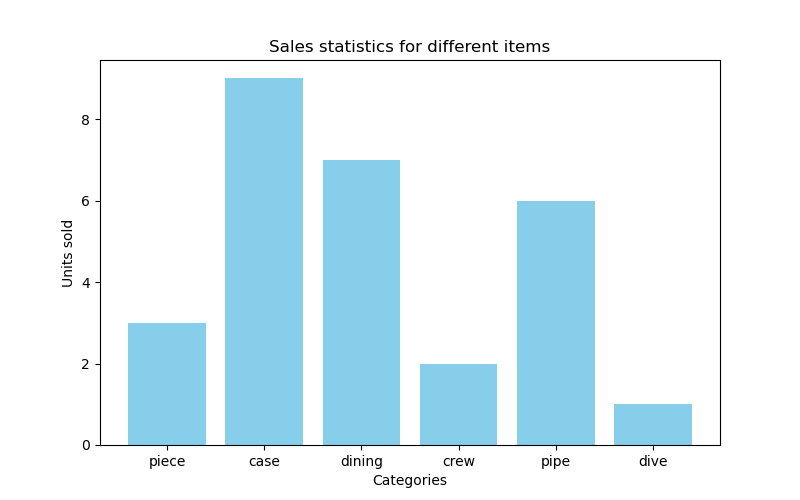 Sales statistics for different items
Units sold
8
6
4
2
0
piece case dining crew pipe dive
Categories